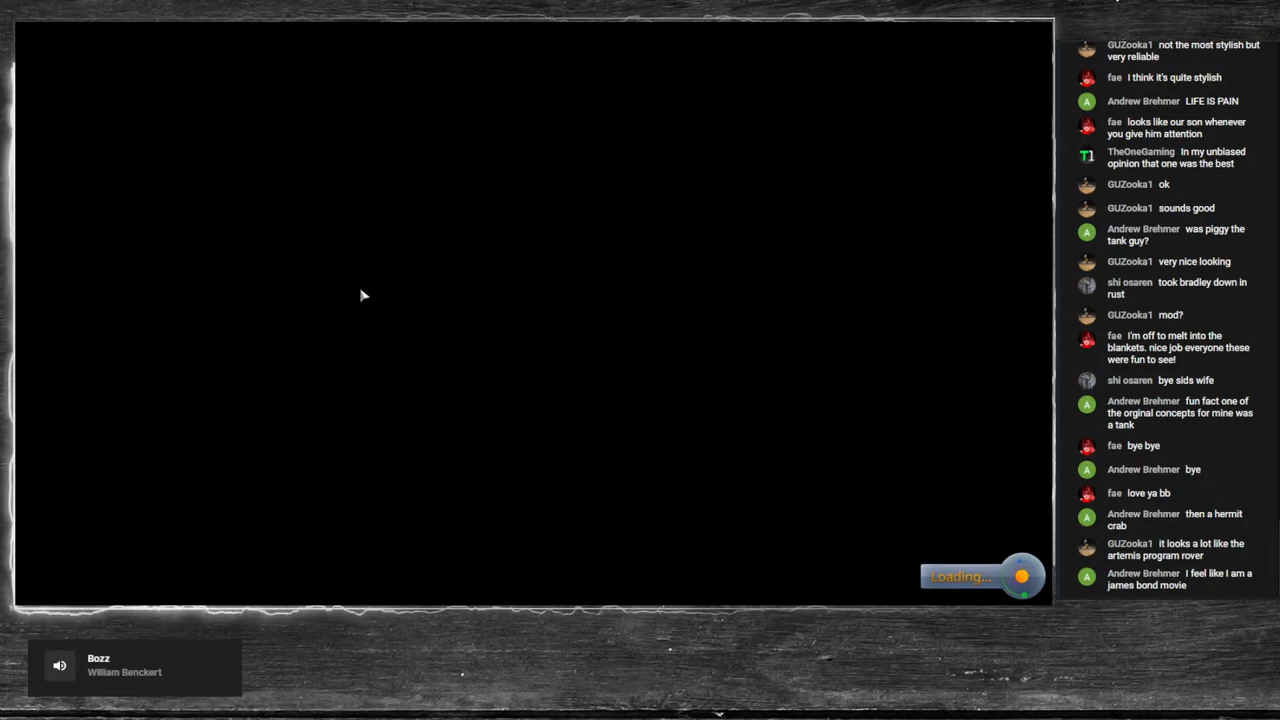 GUZooka1 not the most stylish but
very reliable
fae I think it's quite stylish
A Andrew Brehmer LIFE IS PAIN
fae looks like our son whenever
you give him attention
T1 TheOneGaming In my unbiased
opinion that one was the best
GUZooka1 ok
GUZooka1 sounds good
A Andrew Brehmer was piggy the
tank guy?
GUZooka1 very nice looking
shi osaren took bradley down in
rust
GUZooka1 mod?
fae I'm off to melt into the
blankets. nice job everyone these
were fun to see!
shi osaren bye sids wife
A Andrew Brehmer fun fact one of
the orginal concepts for mine was
a tank
fae bye bye
A Andrew Brehmer bye
fae love ya bb
A Andrew Brehmer then a hermit
crab
GUZooka1 it looks a lot like the
artemis program rover
A Andrew Brehmer I feel like I am a
james bond movie
Loading...
Bozz
William Benckert